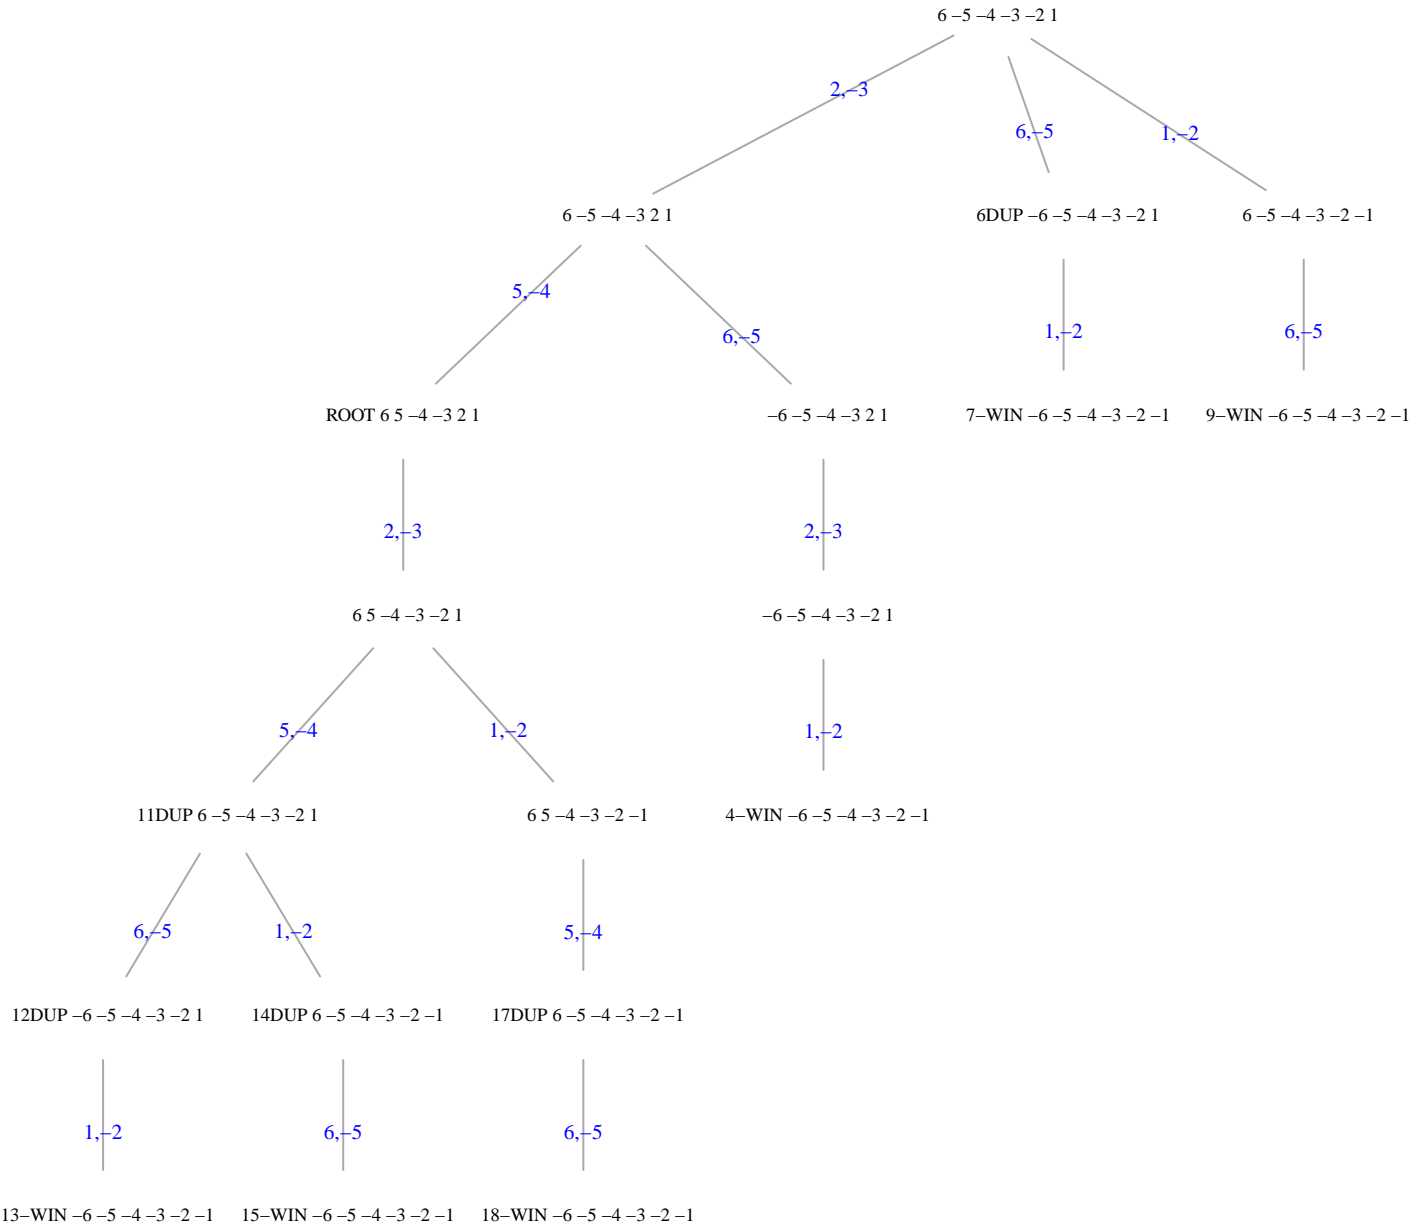 6 –5 –4 –3 –2 1
2,–3
6,–5
1,–2
6 –5 –4 –3 2 1
6DUP –6 –5 –4 –3 –2 1
6 –5 –4 –3 –2 –1
5,–4
6,–5
1,–2
6,–5
ROOT 6 5 –4 –3 2 1
–6 –5 –4 –3 2 1
7–WIN –6 –5 –4 –3 –2 –1
9–WIN –6 –5 –4 –3 –2 –1
2,–3
2,–3
6 5 –4 –3 –2 1
–6 –5 –4 –3 –2 1
5,–4
1,–2
1,–2
11DUP 6 –5 –4 –3 –2 1
6 5 –4 –3 –2 –1
4–WIN –6 –5 –4 –3 –2 –1
6,–5
1,–2
5,–4
12DUP –6 –5 –4 –3 –2 1
14DUP 6 –5 –4 –3 –2 –1
17DUP 6 –5 –4 –3 –2 –1
1,–2
6,–5
6,–5
13–WIN –6 –5 –4 –3 –2 –1
15–WIN –6 –5 –4 –3 –2 –1
18–WIN –6 –5 –4 –3 –2 –1